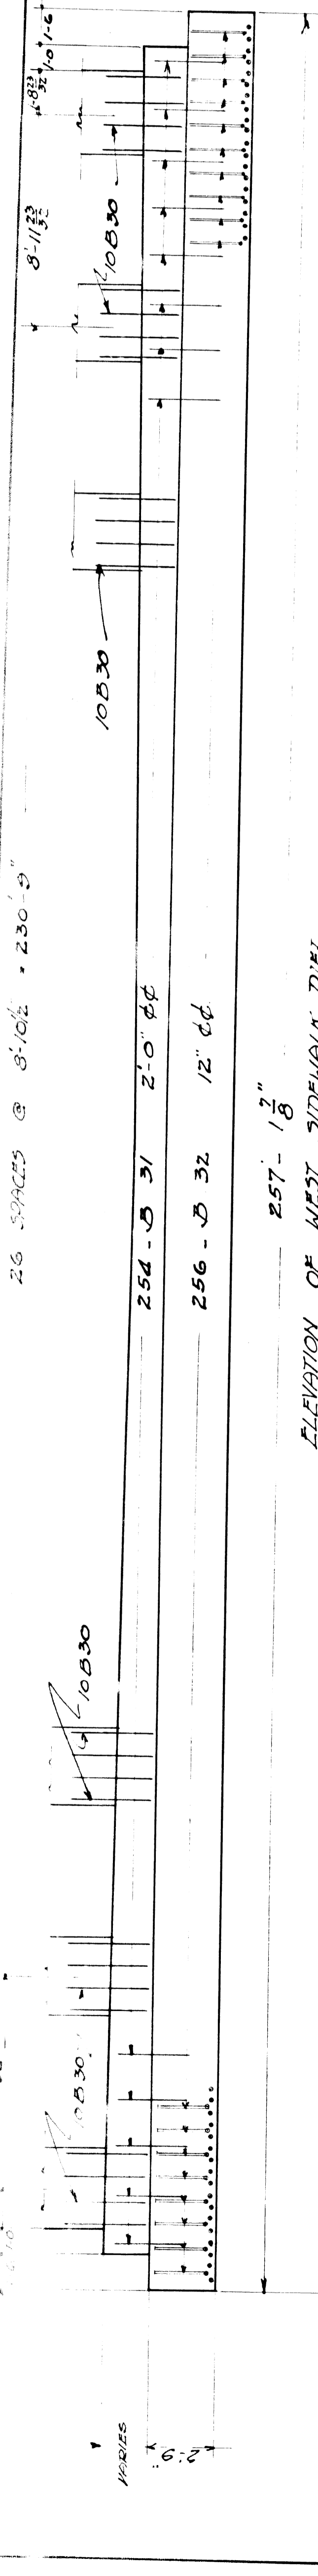 26 SPACES @ 8'-10½ = 230'-9"
8'-11 23/32
1'-8 23/32
1'-0
1'-6
10B30
10B30
10B30
10B30
10B30
254 - B 31 2'-0" ¢¢
256 - B 32 12" ¢¢
VARIES
2'-9"
257'- 1 7/8"
ELEVATION OF WEST SIDEWALK